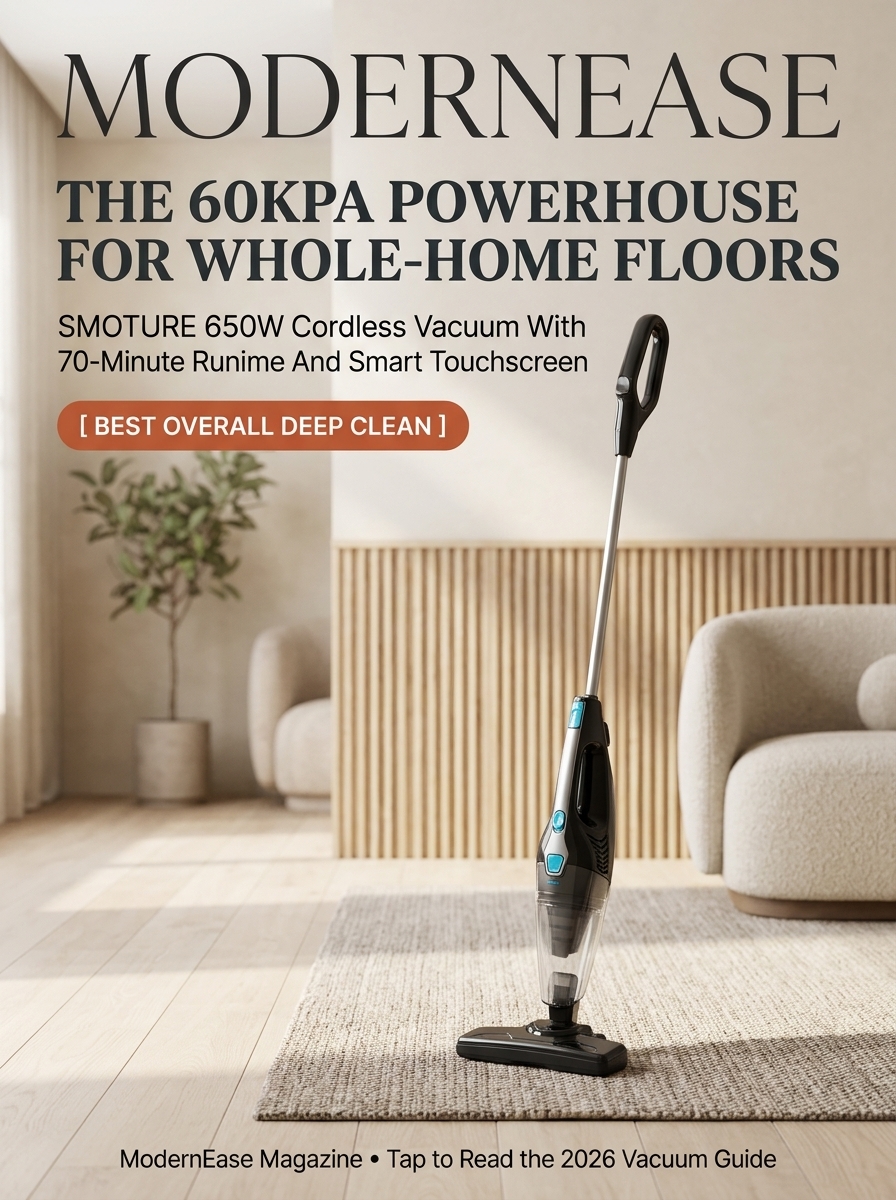 MODERNEASE
THE 60KPA POWERHOUSE
FOR WHOLE-HOME FLOORS
SMOTURE 650W Cordless Vacuum With
70-Minute Runime And Smart Touchscreen
[ BEST OVERALL DEEP CLEAN ]
ModernEase Magazine • Tap to Read the 2026 Vacuum Guide